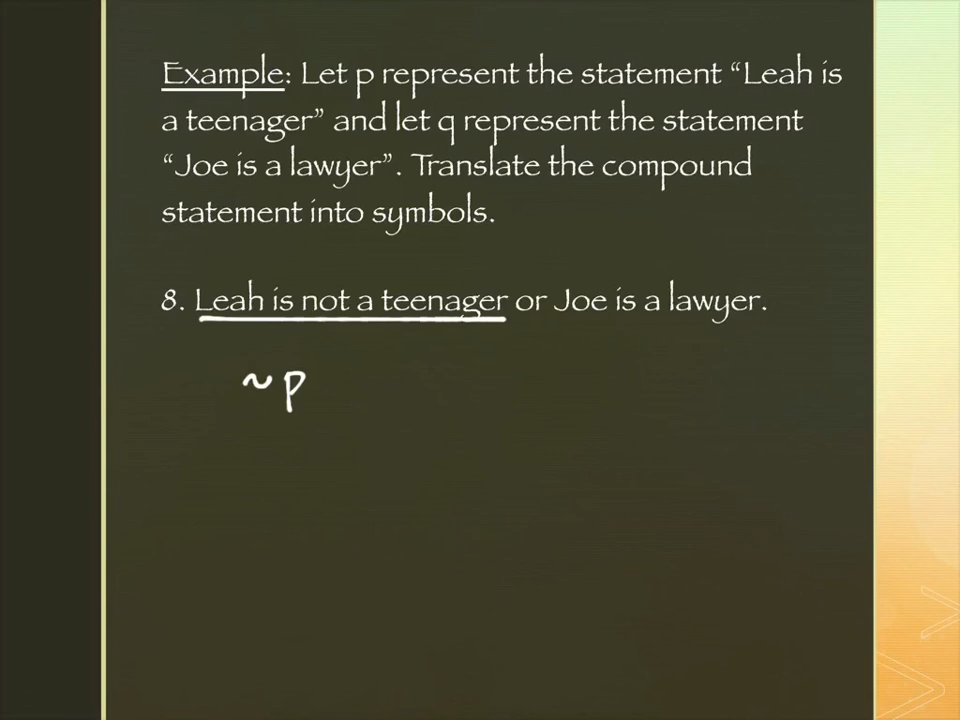 Example: Let p represent the statement “Leah is
a teenager” and let q represent the statement
“Joe is a lawyer”. Translate the compound
statement into symbols.
8. Leah is not a teenager or Joe is a lawyer.
~p